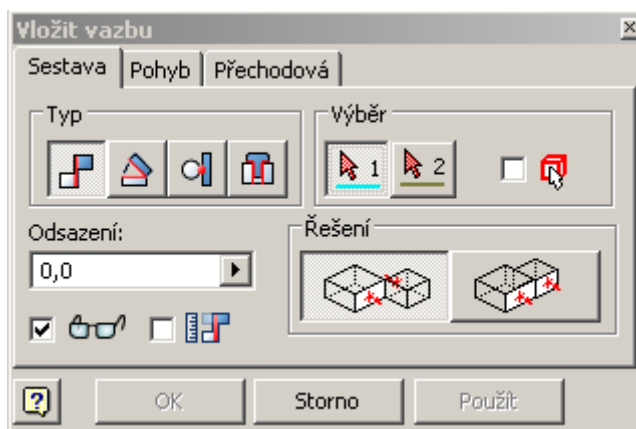 Vložit vazbu
Sestava Pohyb Přechodová
Typ Výběr
1 2
Odsazení: Řešení
0,0
? OK Storno Použít